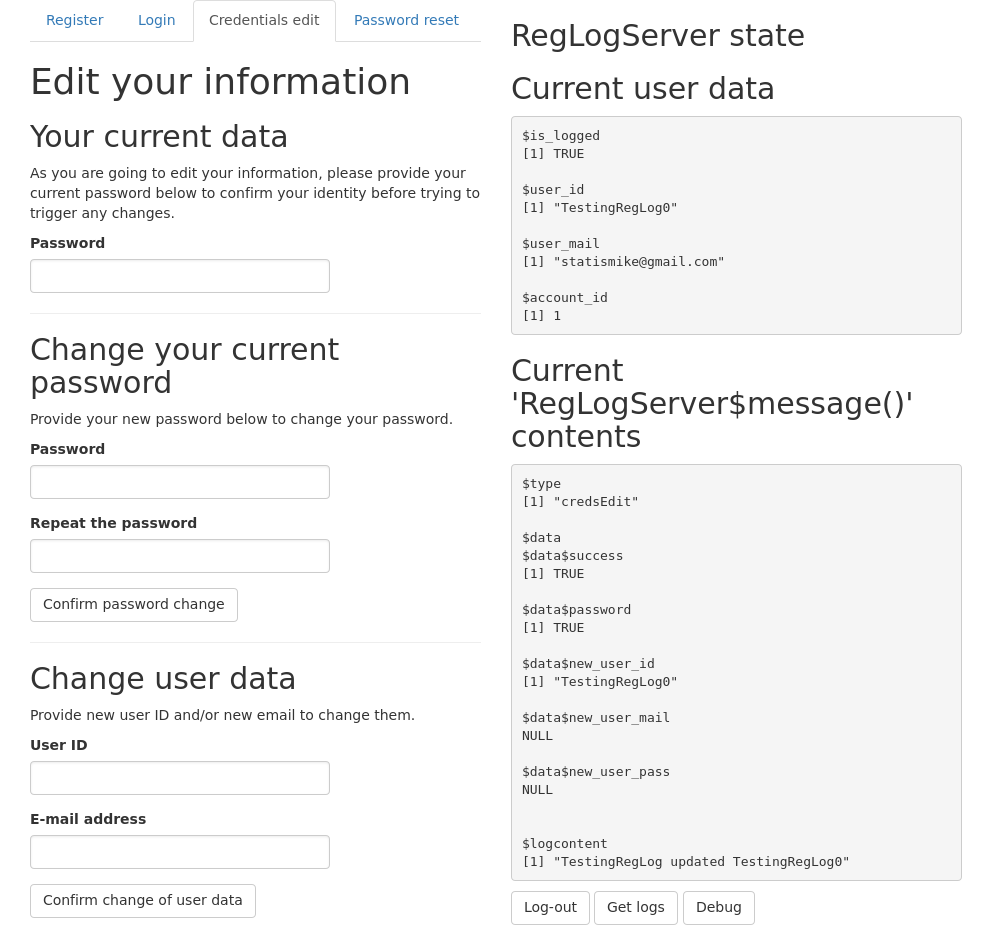 Register Login Credentials edit Password reset
Edit your information
Your current data
As you are going to edit your information, please provide your
current password below to confirm your identity before trying to
trigger any changes.
Password
Change your current
password
Provide your new password below to change your password.
Password
Repeat the password
Confirm password change
Change user data
Provide new user ID and/or new email to change them.
User ID
E-mail address
Confirm change of user data
RegLogServer state
Current user data
$is_logged
[1] TRUE
$user_id
[1] "TestingRegLog0"
$user_mail
[1] "statismike@gmail.com"
$account_id
[1] 1
Current
'RegLogServer$message()'
contents
$type
[1] "credsEdit"
$data
$data$success
[1] TRUE
$data$password
[1] TRUE
$data$new_user_id
[1] "TestingRegLog0"
$data$new_user_mail
NULL
$data$new_user_pass
NULL
$logcontent
[1] "TestingRegLog updated TestingRegLog0"
Log-out Get logs Debug